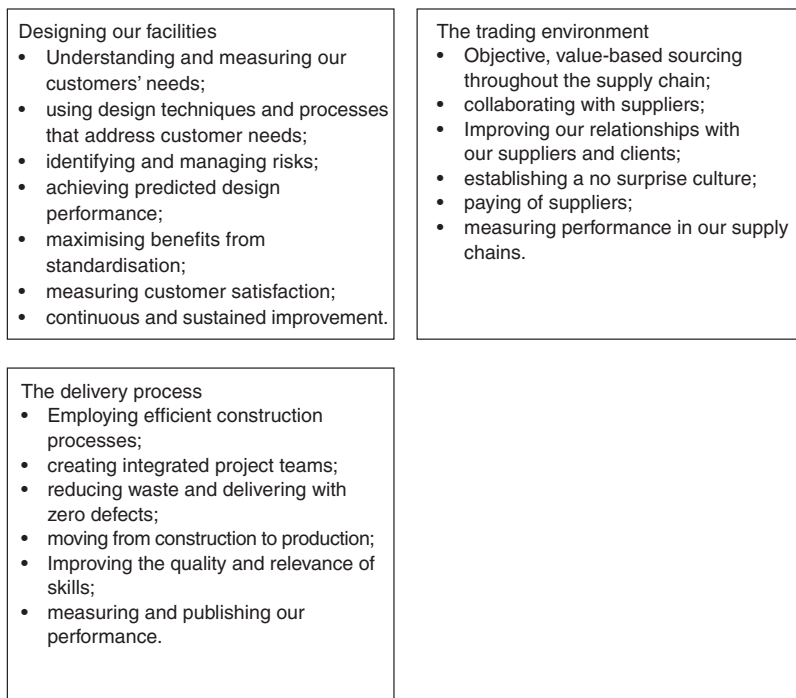 Designing our facilities
• Understanding and measuring our
customers’ needs;
• using design techniques and processes
that address customer needs;
• identifying and managing risks;
• achieving predicted design
performance;
• maximising benefits from
standardisation;
• measuring customer satisfaction;
• continuous and sustained improvement.
The trading environment
• Objective, value-based sourcing
throughout the supply chain;
• collaborating with suppliers;
• Improving our relationships with
our suppliers and clients;
• establishing a no surprise culture;
• paying of suppliers;
• measuring performance in our supply
chains.
The delivery process
• Employing efficient construction
processes;
• creating integrated project teams;
• reducing waste and delivering with
zero defects;
• moving from construction to production;
• Improving the quality and relevance of
skills;
• measuring and publishing our
performance.